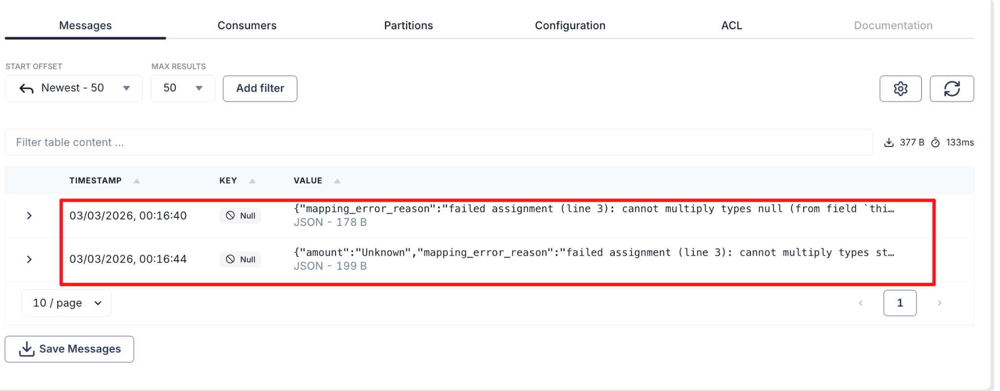 Messages Consumers Partitions Configuration ACL Documentation
START OFFSET MAX RESULTS
Newest - 50 50 Add filter
Filter table content ... 377 B 133ms
TIMESTAMP KEY VALUE
03/03/2026, 00:16:40 Null {"mapping_error_reason":"failed assignment (line 3): cannot multiply types null (from field `thi…
JSON - 178 B
03/03/2026, 00:16:44 Null {"amount":"Unknown","mapping_error_reason":"failed assignment (line 3): cannot multiply types st…
JSON - 199 B
10 / page 1
Save Messages